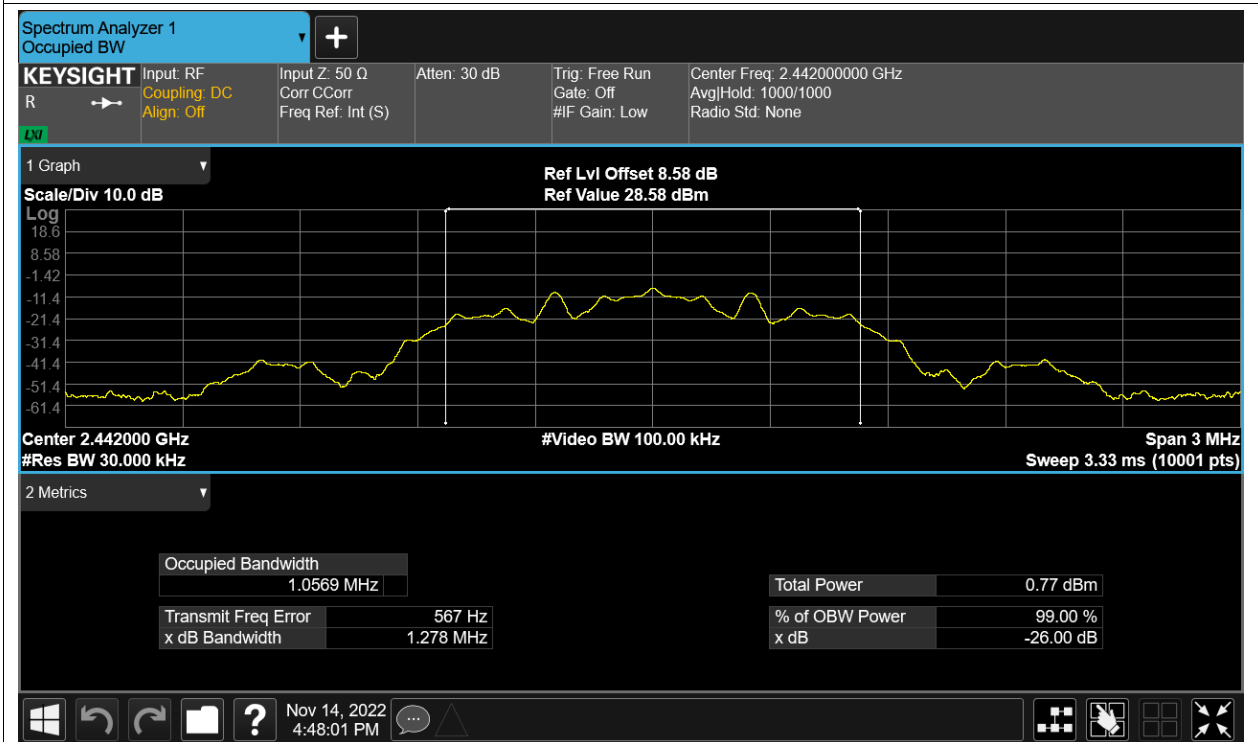 Spectrum Analyzer 1
Occupied BW
KEYSIGHT
R
LXI
Input: RF
Coupling: DC
Align: Off
Input Z: 50 Ω
Corr CCorr
Freq Ref: Int (S)
Atten: 30 dB
Trig: Free Run
Gate: Off
#IF Gain: Low
Center Freq: 2.442000000 GHz
Avg|Hold: 1000/1000
Radio Std: None
1 Graph
Scale/Div 10.0 dB
Ref Lvl Offset 8.58 dB
Ref Value 28.58 dBm
Log
18.6
8.58
-1.42
-11.4
-21.4
-31.4
-41.4
-51.4
-61.4
Center 2.442000 GHz
#Res BW 30.000 kHz
#Video BW 100.00 kHz
Span 3 MHz
Sweep 3.33 ms (10001 pts)
2 Metrics
Occupied Bandwidth
1.0569 MHz
Transmit Freq Error 567 Hz
x dB Bandwidth 1.278 MHz
Total Power 0.77 dBm
% of OBW Power 99.00 %
x dB -26.00 dB
?
Nov 14, 2022
4:48:01 PM